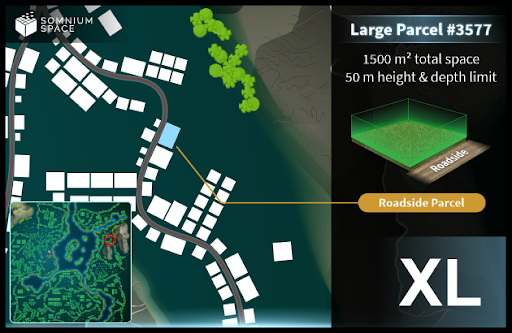 SOMNIUM
SPACE
Large Parcel #3577
1500 m² total space
50 m height & depth limit
Roadside
Roadside Parcel
XL